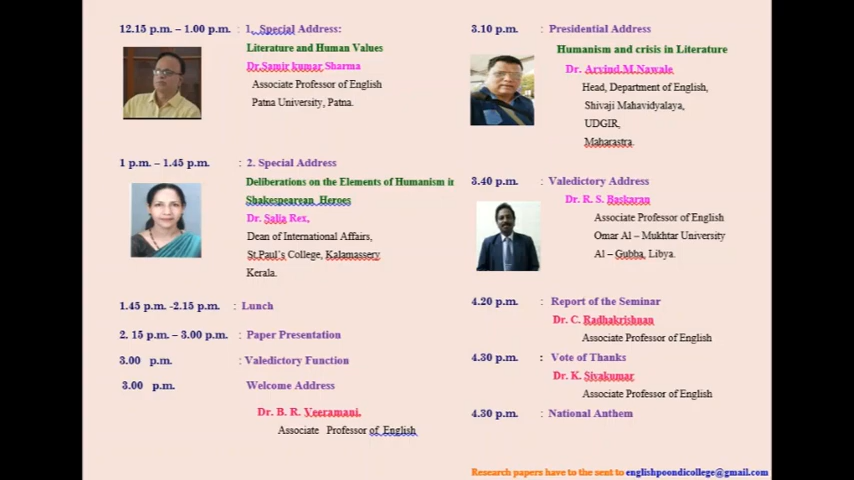 12.15 p.m. – 1.00 p.m. : 1. Special Address:
Literature and Human Values
Dr.Samir kumar Sharma
Associate Professor of English
Patna University, Patna.
1 p.m. – 1.45 p.m. : 2. Special Address
Deliberations on the Elements of Humanism in
Shakespearean Heroes
Dr. Salia Rex,
Dean of International Affairs,
St.Paul's College, Kalamassery
Kerala.
1.45 p.m. -2.15 p.m. : Lunch
2. 15 p.m. – 3.00 p.m. : Paper Presentation
3.00 p.m. : Valedictory Function
3.00 p.m. Welcome Address
Dr. B. R. Veeramani,
Associate Professor of English
3.10 p.m. : Presidential Address
Humanism and crisis in Literature
Dr. Arvind.M.Nawale
Head, Department of English,
Shivaji Mahavidyalaya,
UDGIR,
Maharastra.
3.40 p.m. : Valedictory Address
Dr. R. S. Baskaran
Associate Professor of English
Omar Al – Mukhtar University
Al – Gubba, Libya.
4.20 p.m. : Report of the Seminar
Dr. C. Radhakrishnan
Associate Professor of English
4.30 p.m. : Vote of Thanks
Dr. K. Sivakumar
Associate Professor of English
4.30 p.m. : National Anthem
Research papers have to the sent to englishpoondicollege@gmail.com